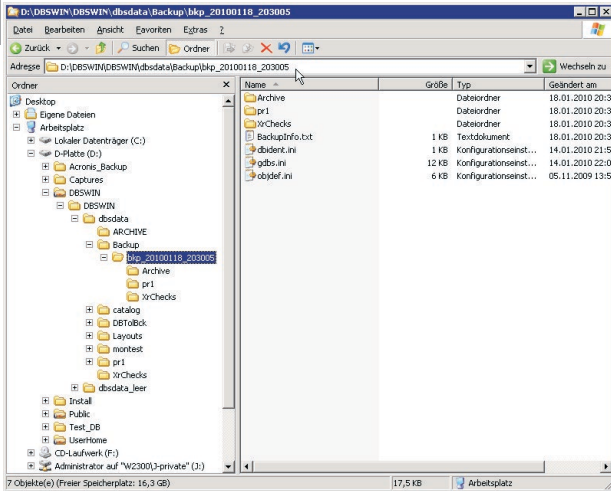 D:\DBSWIN\DBSWIN\dbsdata\Backup\bkp_20100118_203005
Datei Bearbeiten Ansicht Favoriten Extras ?
Zurück Suchen Ordner
Adresse D:\DBSWIN\DBSWIN\dbsdata\Backup\bkp_20100118_203005 Wechseln zu
Ordner x
Desktop
Eigene Dateien
Arbeitsplatz
Lokaler Datenträger (C:)
D-Platte (D:)
Acronis_Backup
Captures
DBSWIN
DBSWIN
dbsdata
ARCHIVE
Backup
bkp_20100118_203005
Archive
pr1
XrChecks
catalog
DBTolBck
Layouts
montest
pr1
XrChecks
dbsdata_leer
Install
Public
Test_DB
UserHome
CD-Laufwerk (F:)
Administrator auf "W2300\J-private" (J:)
Name Größe Typ Geändert am
Archive Dateiordner 18.01.2010 20:3
pr1 Dateiordner 18.01.2010 20:3
XrChecks Dateiordner 18.01.2010 20:3
BackupInfo.txt 1 KB Textdokument 18.01.2010 20:3
dbident.ini 1 KB Konfigurationseinst... 14.01.2010 21:5
gdbs.ini 12 KB Konfigurationseinst... 14.01.2010 22:0
objdef.ini 6 KB Konfigurationseinst... 05.11.2009 13:5
7 Objekte(e) (Freier Speicherplatz: 16,3 GB) 17,5 KB Arbeitsplatz